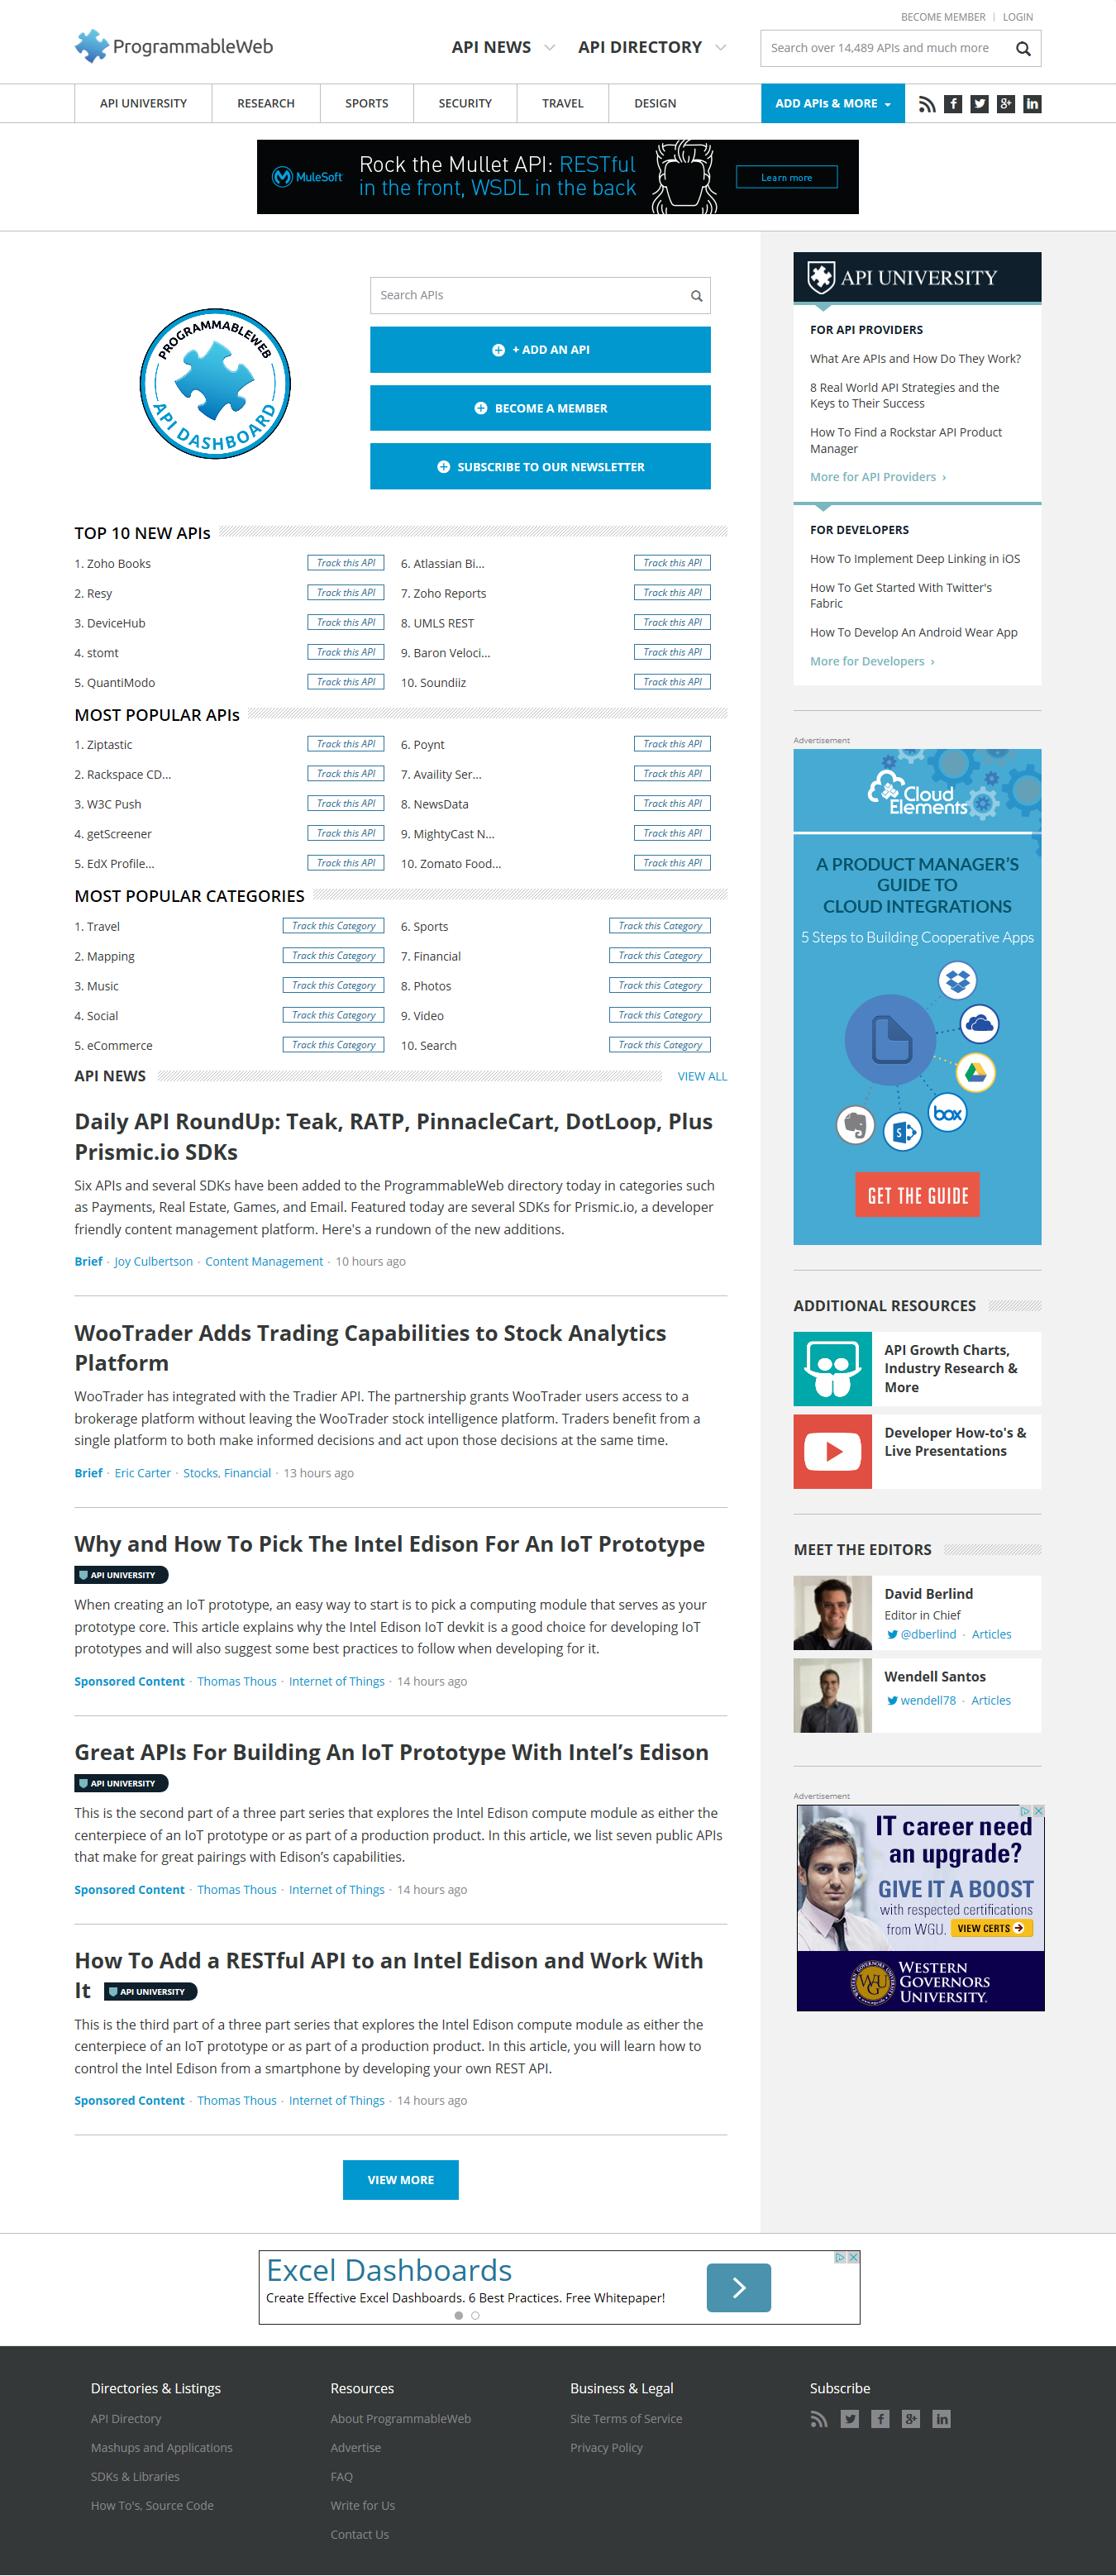 BECOME MEMBER | LOGIN
ProgrammableWeb
API NEWS
API DIRECTORY
Search over 14,489 APIs and much more
API UNIVERSITY
RESEARCH
SPORTS
SECURITY
TRAVEL
DESIGN
ADD APIs & MORE
MuleSoft
Rock the Mullet API: RESTful
in the front, WSDL in the back
Learn more
PROGRAMMABLEWEB
API DASHBOARD
Search APIs
+ ADD AN API
BECOME A MEMBER
SUBSCRIBE TO OUR NEWSLETTER
TOP 10 NEW APIs
1. Zoho Books Track this API 6. Atlassian Bi... Track this API
2. Resy Track this API 7. Zoho Reports Track this API
3. DeviceHub Track this API 8. UMLS REST Track this API
4. stomt Track this API 9. Baron Veloci... Track this API
5. QuantiModo Track this API 10. Soundiiz Track this API
MOST POPULAR APIs
1. Ziptastic Track this API 6. Poynt Track this API
2. Rackspace CD... Track this API 7. Availity Ser... Track this API
3. W3C Push Track this API 8. NewsData Track this API
4. getScreener Track this API 9. MightyCast N... Track this API
5. EdX Profile... Track this API 10. Zomato Food... Track this API
MOST POPULAR CATEGORIES
1. Travel Track this Category 6. Sports Track this Category
2. Mapping Track this Category 7. Financial Track this Category
3. Music Track this Category 8. Photos Track this Category
4. Social Track this Category 9. Video Track this Category
5. eCommerce Track this Category 10. Search Track this Category
API NEWS VIEW ALL
Daily API RoundUp: Teak, RATP, PinnacleCart, DotLoop, Plus
Prismic.io SDKs
Six APIs and several SDKs have been added to the ProgrammableWeb directory today in categories such
as Payments, Real Estate, Games, and Email. Featured today are several SDKs for Prismic.io, a developer
friendly content management platform. Here's a rundown of the new additions.
Brief · Joy Culbertson · Content Management · 10 hours ago
WooTrader Adds Trading Capabilities to Stock Analytics
Platform
WooTrader has integrated with the Tradier API. The partnership grants WooTrader users access to a
brokerage platform without leaving the WooTrader stock intelligence platform. Traders benefit from a
single platform to both make informed decisions and act upon those decisions at the same time.
Brief · Eric Carter · Stocks, Financial · 13 hours ago
Why and How To Pick The Intel Edison For An IoT Prototype
API UNIVERSITY
When creating an IoT prototype, an easy way to start is to pick a computing module that serves as your
prototype core. This article explains why the Intel Edison IoT devkit is a good choice for developing IoT
prototypes and will also suggest some best practices to follow when developing for it.
Sponsored Content · Thomas Thous · Internet of Things · 14 hours ago
Great APIs For Building An IoT Prototype With Intel’s Edison
API UNIVERSITY
This is the second part of a three part series that explores the Intel Edison compute module as either the
centerpiece of an IoT prototype or as part of a production product. In this article, we list seven public APIs
that make for great pairings with Edison’s capabilities.
Sponsored Content · Thomas Thous · Internet of Things · 14 hours ago
How To Add a RESTful API to an Intel Edison and Work With
It API UNIVERSITY
This is the third part of a three part series that explores the Intel Edison compute module as either the
centerpiece of an IoT prototype or as part of a production product. In this article, you will learn how to
control the Intel Edison from a smartphone by developing your own REST API.
Sponsored Content · Thomas Thous · Internet of Things · 14 hours ago
VIEW MORE
API UNIVERSITY
FOR API PROVIDERS
What Are APIs and How Do They Work?
8 Real World API Strategies and the
Keys to Their Success
How To Find a Rockstar API Product
Manager
More for API Providers ›
FOR DEVELOPERS
How To Implement Deep Linking in iOS
How To Get Started With Twitter's
Fabric
How To Develop An Android Wear App
More for Developers ›
Advertisement
Cloud
Elements
A PRODUCT MANAGER’S
GUIDE TO
CLOUD INTEGRATIONS
5 Steps to Building Cooperative Apps
box
S
GET THE GUIDE
ADDITIONAL RESOURCES
API Growth Charts,
Industry Research &
More
Developer How-to's &
Live Presentations
MEET THE EDITORS
David Berlind
Editor in Chief
@dberlind · Articles
Wendell Santos
wendell78 · Articles
Advertisement
IT career need
an upgrade?
GIVE IT A BOOST
with respected certifications
from WGU. VIEW CERTS
WGU
WESTERN
GOVERNORS
UNIVERSITY.
Excel Dashboards
Create Effective Excel Dashboards. 6 Best Practices. Free Whitepaper!
Directories & Listings
API Directory
Mashups and Applications
SDKs & Libraries
How To's, Source Code
Resources
About ProgrammableWeb
Advertise
FAQ
Write for Us
Contact Us
Business & Legal
Site Terms of Service
Privacy Policy
Subscribe